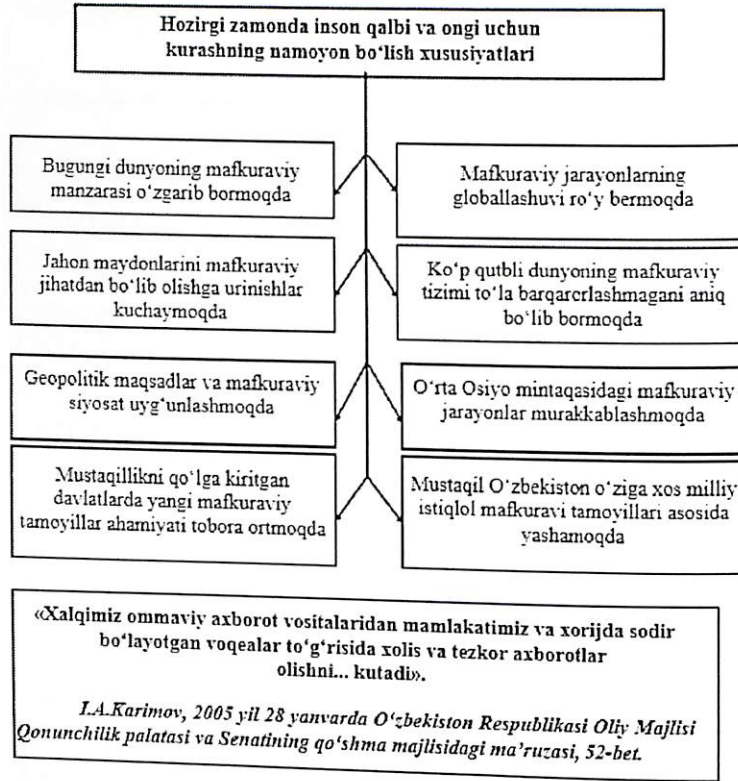 Hozirgi zamonda inson qalbi va ongi uchun
kurashning namoyon bo‘lish xususiyatlari
Bugungi dunyoning mafkuraviy
manzarasi o‘zgarib bormoqda
Mafkuraviy jarayonlarning
globallashuvi ro‘y bermoqda
Jahon maydonlarini mafkuraviy
jihatdan bo‘lib olishga urinishlar
kuchaymoqda
Ko‘p qutbli dunyoning mafkuraviy
tizimi to‘la barqarorlashmagani aniq
bo‘lib bormoqda
Geopolitik maqsadlar va mafkuraviy
siyosat uyg‘unlashmoqda
O‘rta Osiyo mintaqasidagi mafkuraviy
jarayonlar murakkablashmoqda
Mustaqillikni qo‘lga kiritgan
davlatlarda yangi mafkuraviy
tamoyillar ahamiyati tobora ortmoqda
Mustaqil O‘zbekiston o‘ziga xos milliy
istiqlol mafkuravi tamoyillari asosida
yashamoqda
«Xalqimiz ommaviy axborot vositalaridan mamlakatimiz va xorijda sodir
bo‘layotgan voqealar to‘g‘risida xolis va tezkor axborotlar
olishni... kutadi».
I.A.Karimov, 2005 yil 28 yanvarda O‘zbekiston Respublikasi Oliy Majlisi
Qonunchilik palatasi va Senatining qo‘shma majlisidagi ma’ruzasi, 52-bet.